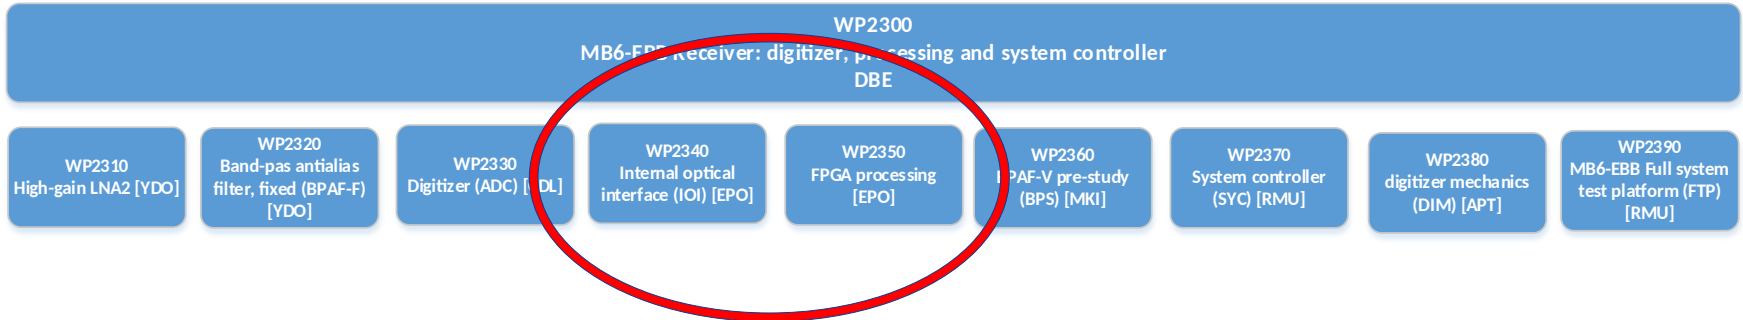 WP2300
MB6-EBB Receiver: digitizer, processing and system controller
DBE
WP2310
High-gain LNA2 [YDO]
WP2320
Band-pas antialias
filter, fixed (BPAF-F)
[YDO]
WP2330
Digitizer (ADC)
WP2340
Internal optical
interface (IOI) [EPO]
WP2350
FPGA processing
[EPO]
WP2360
BPAF-V pre-study
(BPS) [MKI]
WP2370
System controller
(SYC) [RMU]
WP2380
digitizer mechanics
(DIM) [APT]
WP2390
MB6-EBB Full system
test platform (FTP)
[RMU]